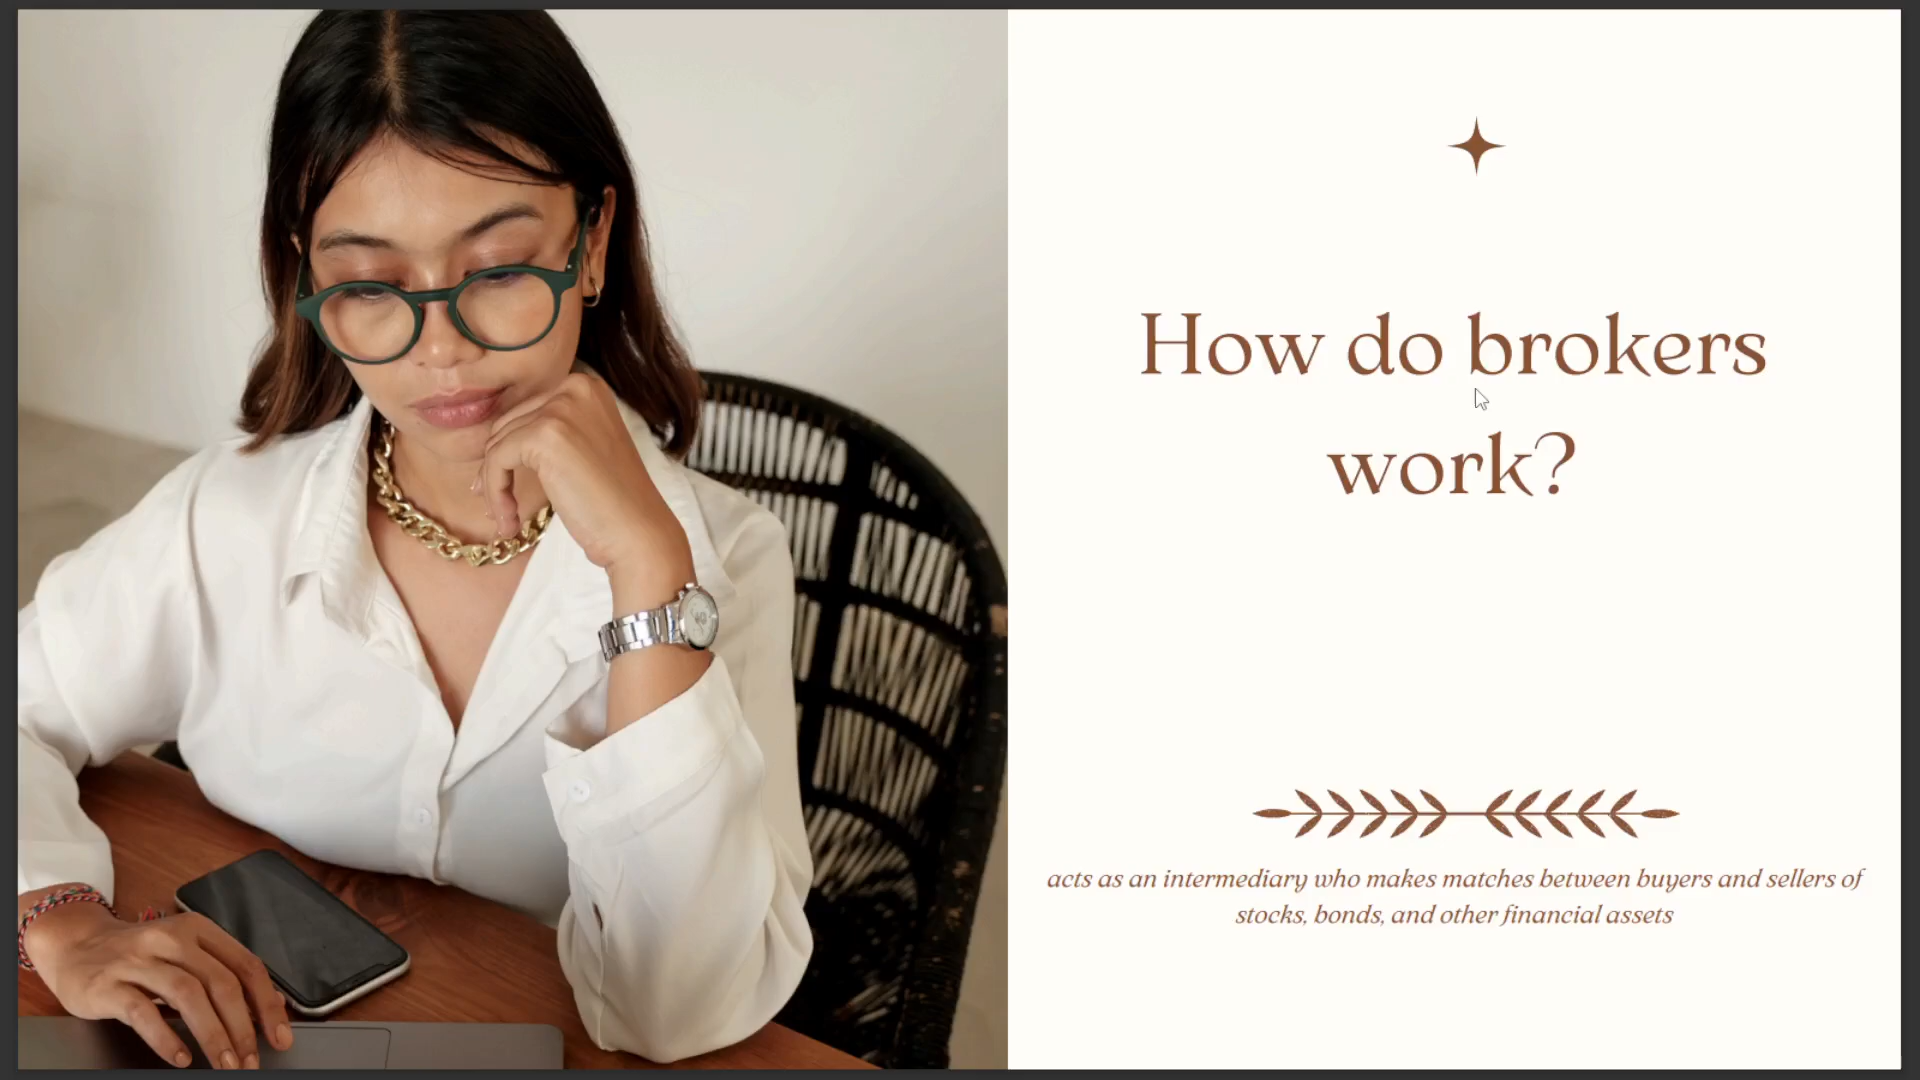 How do brokers
work?
acts as an intermediary who makes matches between buyers and sellers of
stocks, bonds, and other financial assets